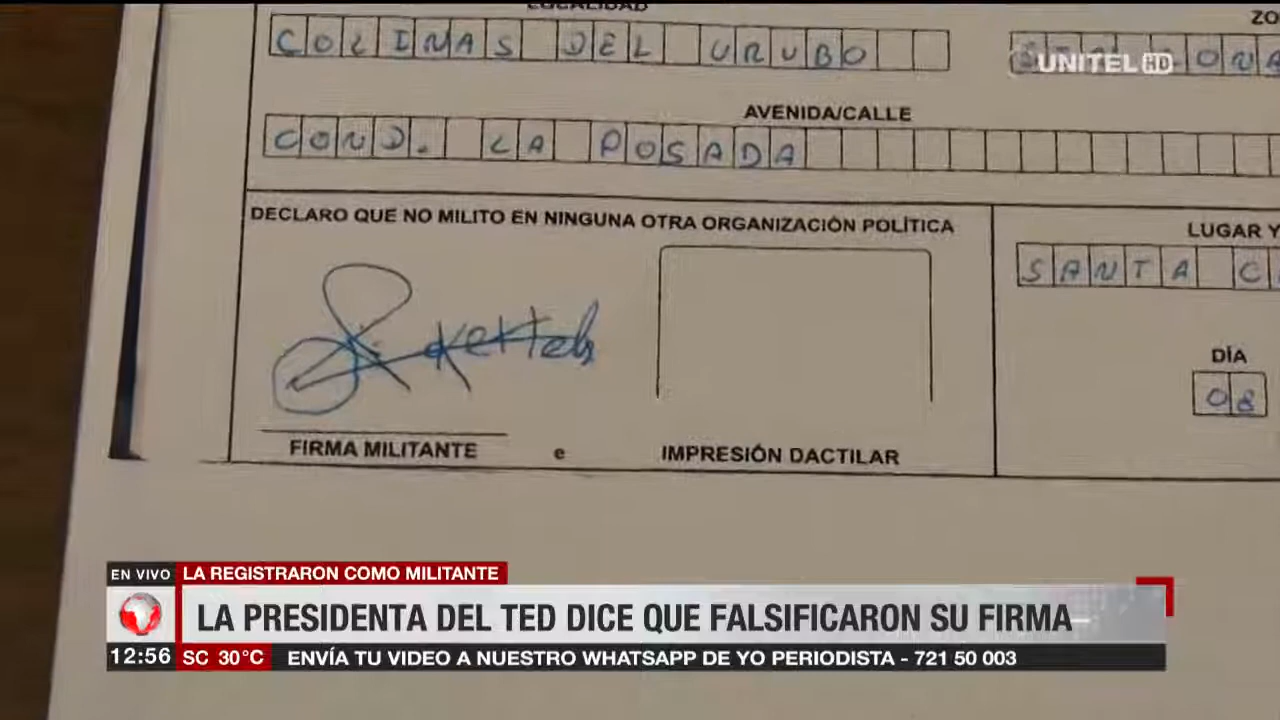 LOCALIDAD
ZO
COLINAS DEL URUBO
UNITEL HD
AVENIDA/CALLE
COND. LA POSADA
DECLARO QUE NO MILITO EN NINGUNA OTRA ORGANIZACIÓN POLÍTICA
LUGAR Y
SANTA C
DÍA
08
FIRMA MILITANTE e IMPRESIÓN DACTILAR
EN VIVO LA REGISTRARON COMO MILITANTE
LA PRESIDENTA DEL TED DICE QUE FALSIFICARON SU FIRMA
12:56 SC 30°C ENVÍA TU VIDEO A NUESTRO WHATSAPP DE YO PERIODISTA - 721 50 003